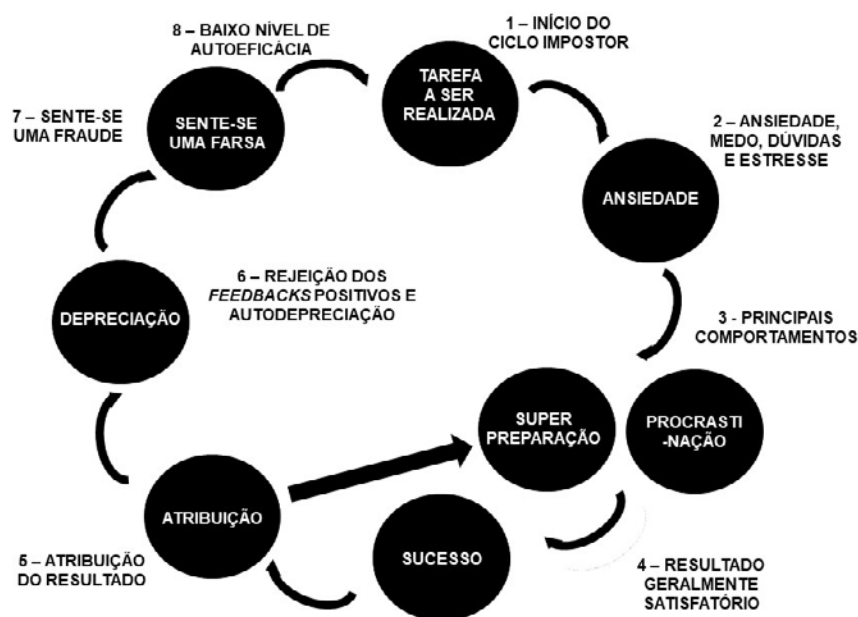 8 – BAIXO NÍVEL DE
AUTOEFICÁCIA
1 – INÍCIO DO
CICLO IMPOSTOR
TAREFA
A SER
REALIZADA
7 – SENTE-SE
UMA FRAUDE
SENTE-SE
UMA FARSA
2 – ANSIEDADE,
MEDO, DÚVIDAS
E ESTRESSE
ANSIEDADE
6 – REJEIÇÃO DOS
FEEDBACKS POSITIVOS E
AUTODEPRECIAÇÃO
DEPRECIAÇÃO
3 - PRINCIPAIS
COMPORTAMENTOS
SUPER
PREPARAÇÃO
PROCRASTI
-NAÇÃO
ATRIBUIÇÃO
5 – ATRIBUIÇÃO
DO RESULTADO
SUCESSO
4 – RESULTADO
GERALMENTE
SATISFATÓRIO